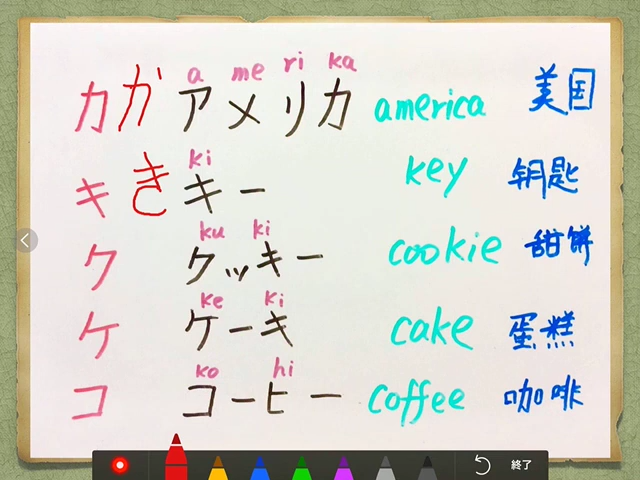 a me ri ka
カ か アメリカ america 美国
ki
キ き キー key 钥匙
ku ki
ク クッキー cookie 甜饼
ke ki
ケ ケーキ cake 蛋糕
ko hi
コ コーヒー coffee 咖啡
終了